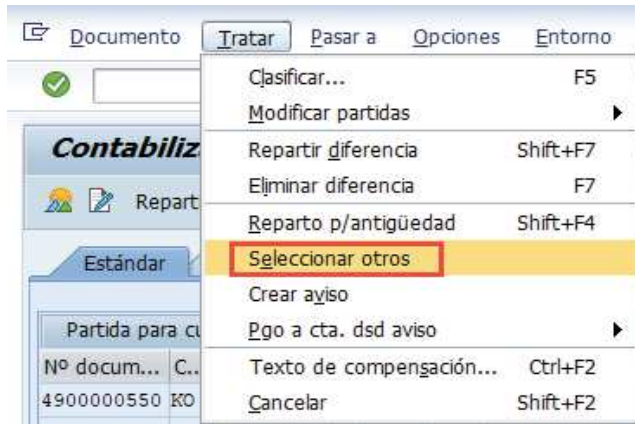 Documento Tratar Pasar a Opciones Entorno
Clasificar... F5
Modificar partidas
Contabiliz
Repartir diferencia Shift+F7
Eliminar diferencia F7
Repart
Reparto p/antigüedad Shift+F4
Estándar
Seleccionar otros
Crear aviso
Partida para cu
Pgo a cta. dsd aviso
Nº docum... C..
Texto de compensación... Ctrl+F2
4900000550 KO
Cancelar Shift+F2